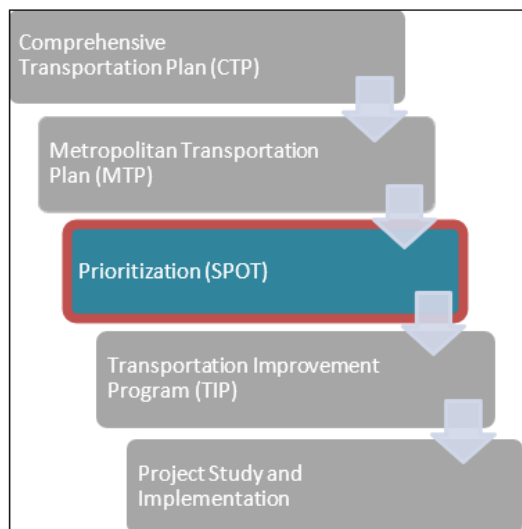 Comprehensive
Transportation Plan (CTP)
Metropolitan Transportation
Plan (MTP)
Prioritization (SPOT)
Transportation Improvement
Program (TIP)
Project Study and
Implementation